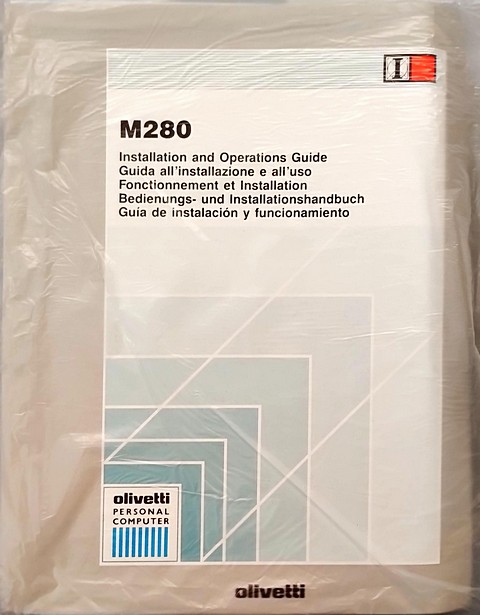 I
M280
Installation and Operations Guide
Guida all'installazione e all'uso
Fonctionnement et Installation
Bedienungs- und Installationshandbuch
Guía de instalación y funcionamiento
olivetti
PERSONAL
COMPUTER
olivetti